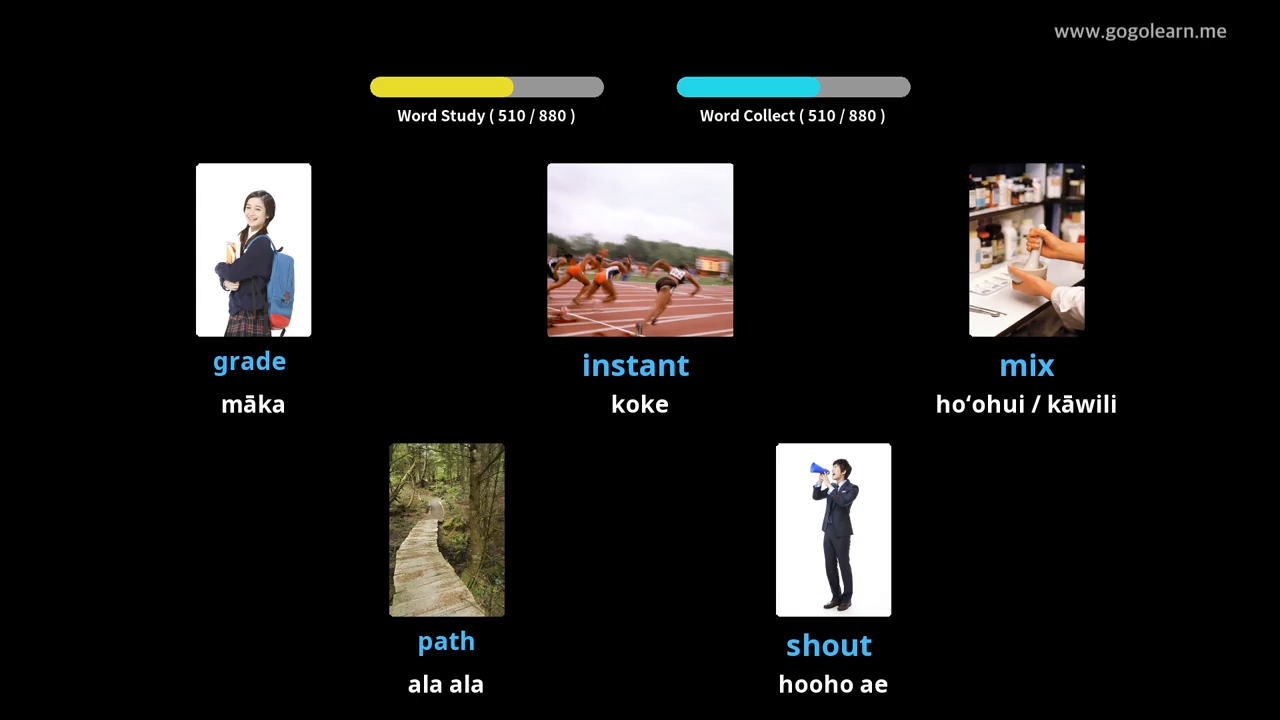 www.gogolearn.me
Word Study ( 510 / 880 )
Word Collect ( 510 / 880 )
grade
māka
instant
koke
mix
hoʻohui / kāwili
path
ala ala
shout
hooho ae